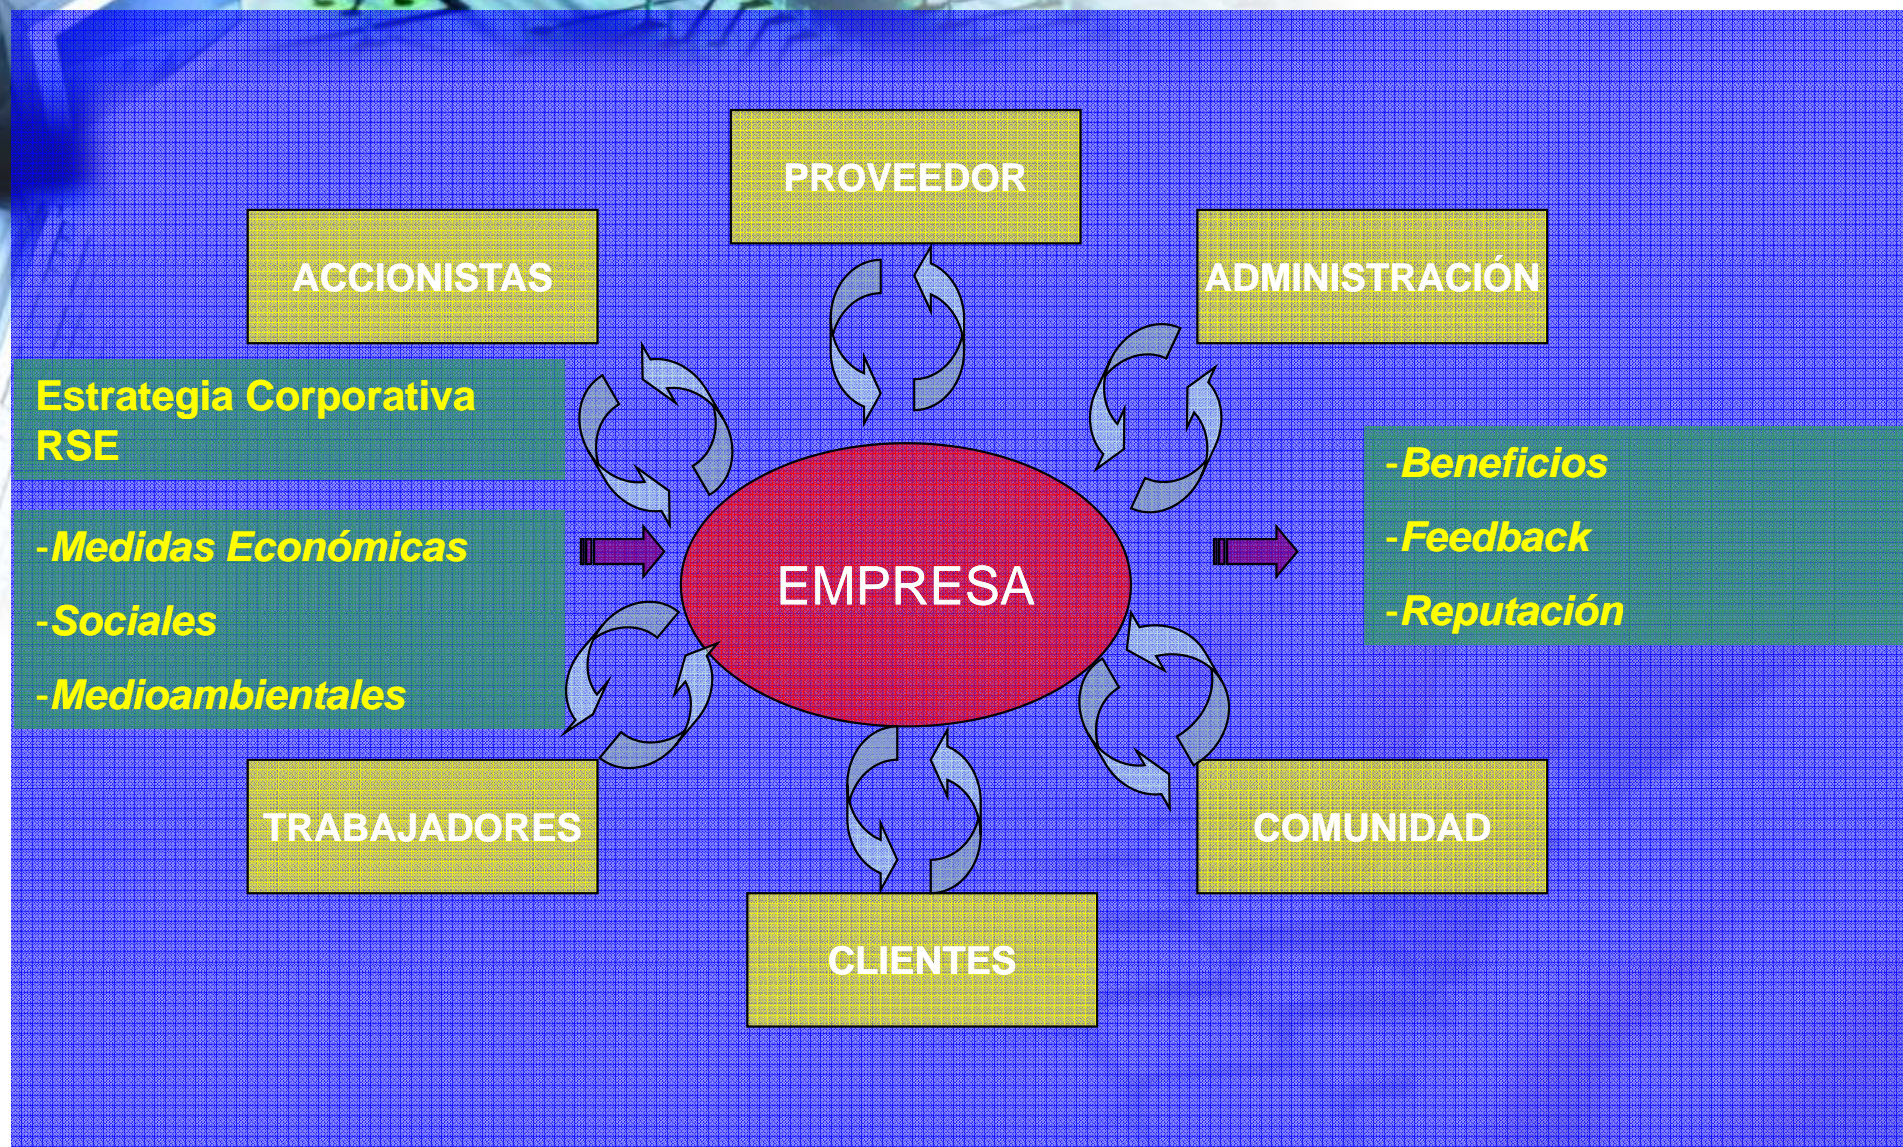 PROVEEDOR
ACCIONISTAS
ADMINISTRACIÓN
Estrategia Corporativa
RSE
-Medidas Económicas
-Sociales
-Medioambientales
EMPRESA
-Beneficios
-Feedback
-Reputación
TRABAJADORES
COMUNIDAD
CLIENTES